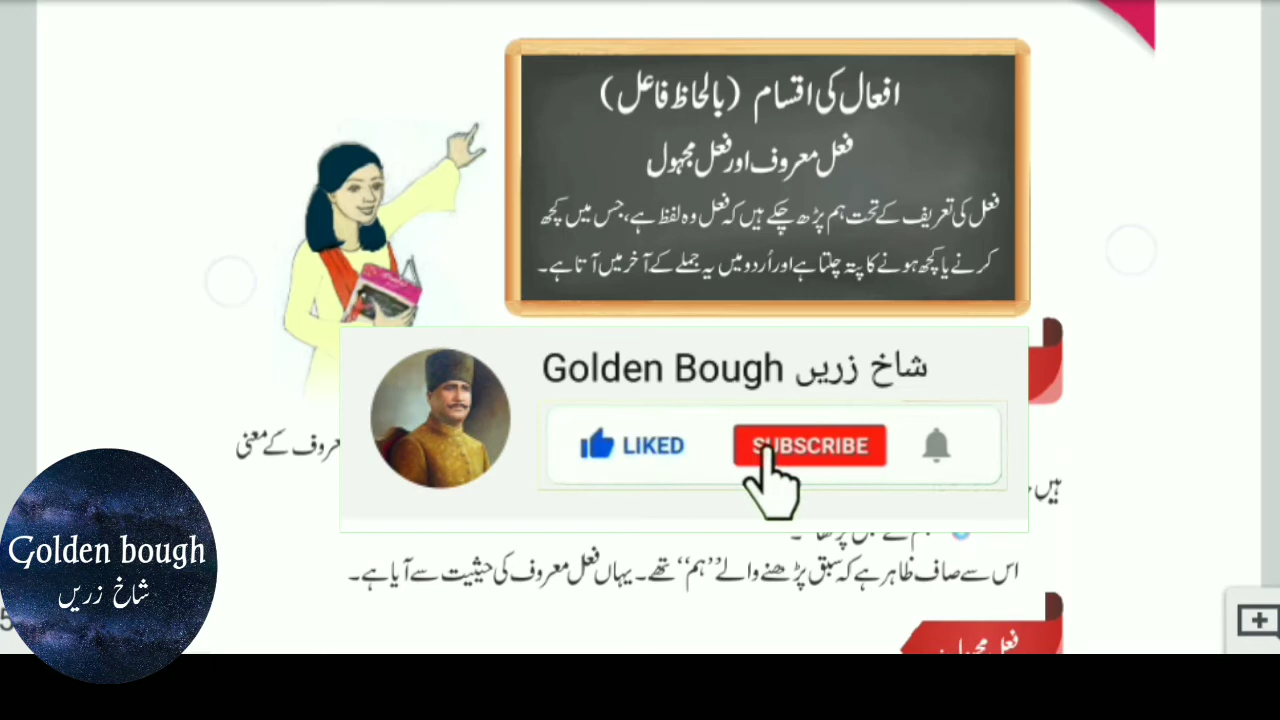 افعال کی اقسام (بالحاظ فاعل)
فعل معروف اور فعل مجہول
فعل کی تعریف کے تحت ہم پڑھ چکے ہیں کہ فعل وہ لفظ ہے، جس میں کچھ
کرنے یا کچھ ہونے کا پتہ چلتا ہے اور اُردو میں یہ جملے کے آخر میں آتا ہے۔
Golden Bough شاخ زریں
LIKED
SUBSCRIBE
کے معنی
ہیں
اس سے صاف ظاہر ہے کہ سبق پڑھنے والے ’’ہم‘‘ تھے۔ یہاں فعل معروف کی حیثیت سے آیا ہے۔
Golden bough
شاخ زریں